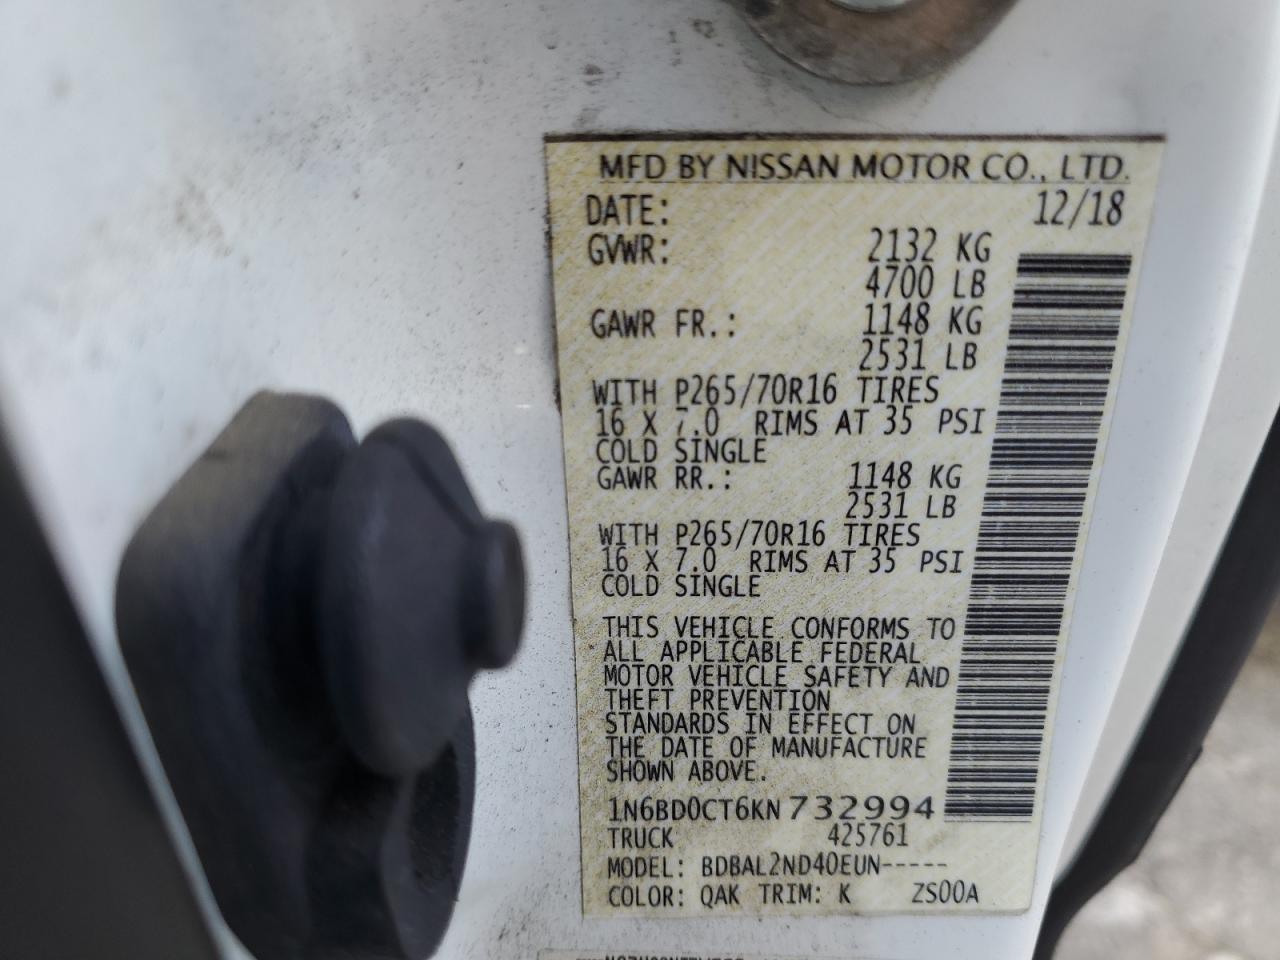 MFD BY NISSAN MOTOR CO., LTD.
DATE: 12/18
GVWR: 2132 KG
4700 LB
GAWR FR.: 1148 KG
2531 LB
WITH P265/70R16 TIRES
16 X 7.0 RIMS AT 35 PSI
COLD SINGLE
GAWR RR.: 1148 KG
2531 LB
WITH P265/70R16 TIRES
16 X 7.0 RIMS AT 35 PSI
COLD SINGLE
THIS VEHICLE CONFORMS TO
ALL APPLICABLE FEDERAL
MOTOR VEHICLE SAFETY AND
THEFT PREVENTION
STANDARDS IN EFFECT ON
THE DATE OF MANUFACTURE
SHOWN ABOVE.
1N6BD0CT6KN732994
TRUCK 425761
MODEL: BDBAL2ND40EUN-----
COLOR: QAK TRIM: K ZS00A